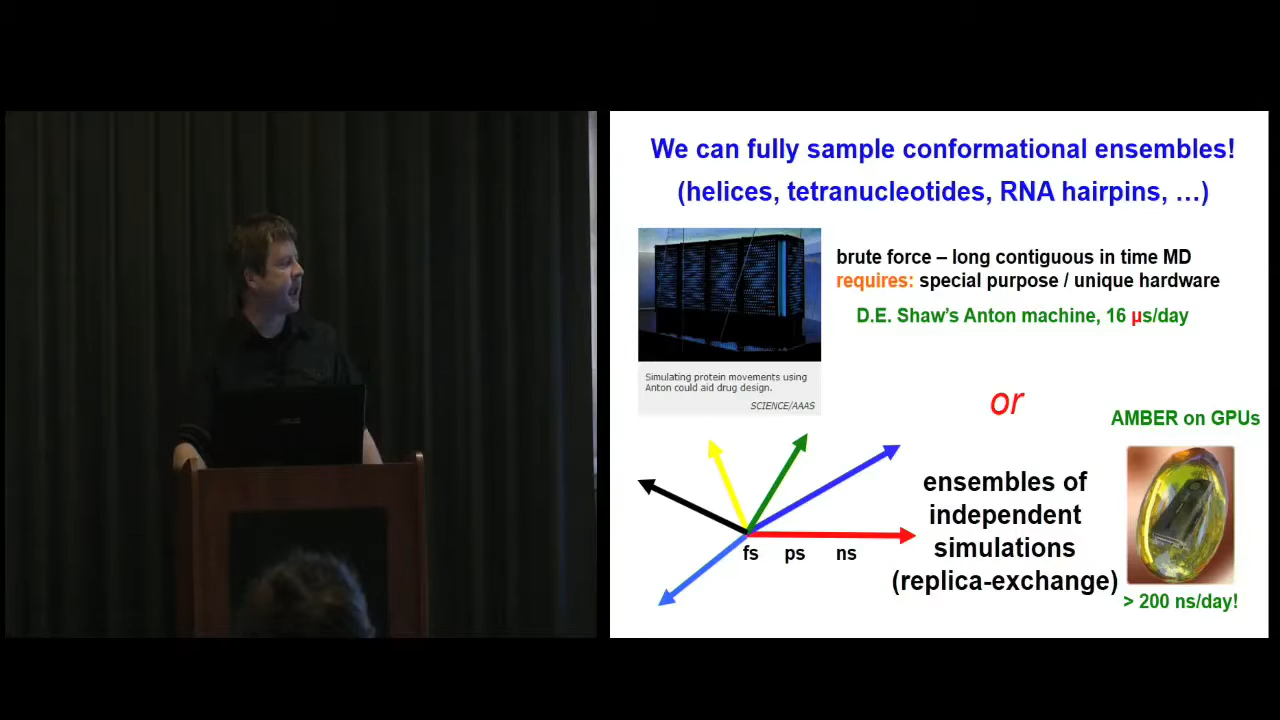 We can fully sample conformational ensembles!
(helices, tetranucleotides, RNA hairpins, …)
brute force – long contiguous in time MD
requires: special purpose / unique hardware
D.E. Shaw's Anton machine, 16 µs/day
Simulating protein movements using
Anton could aid drug design.
SCIENCE/AAAS
or
AMBER on GPUs
ensembles of
independent
simulations
(replica-exchange)
fs ps ns
> 200 ns/day!